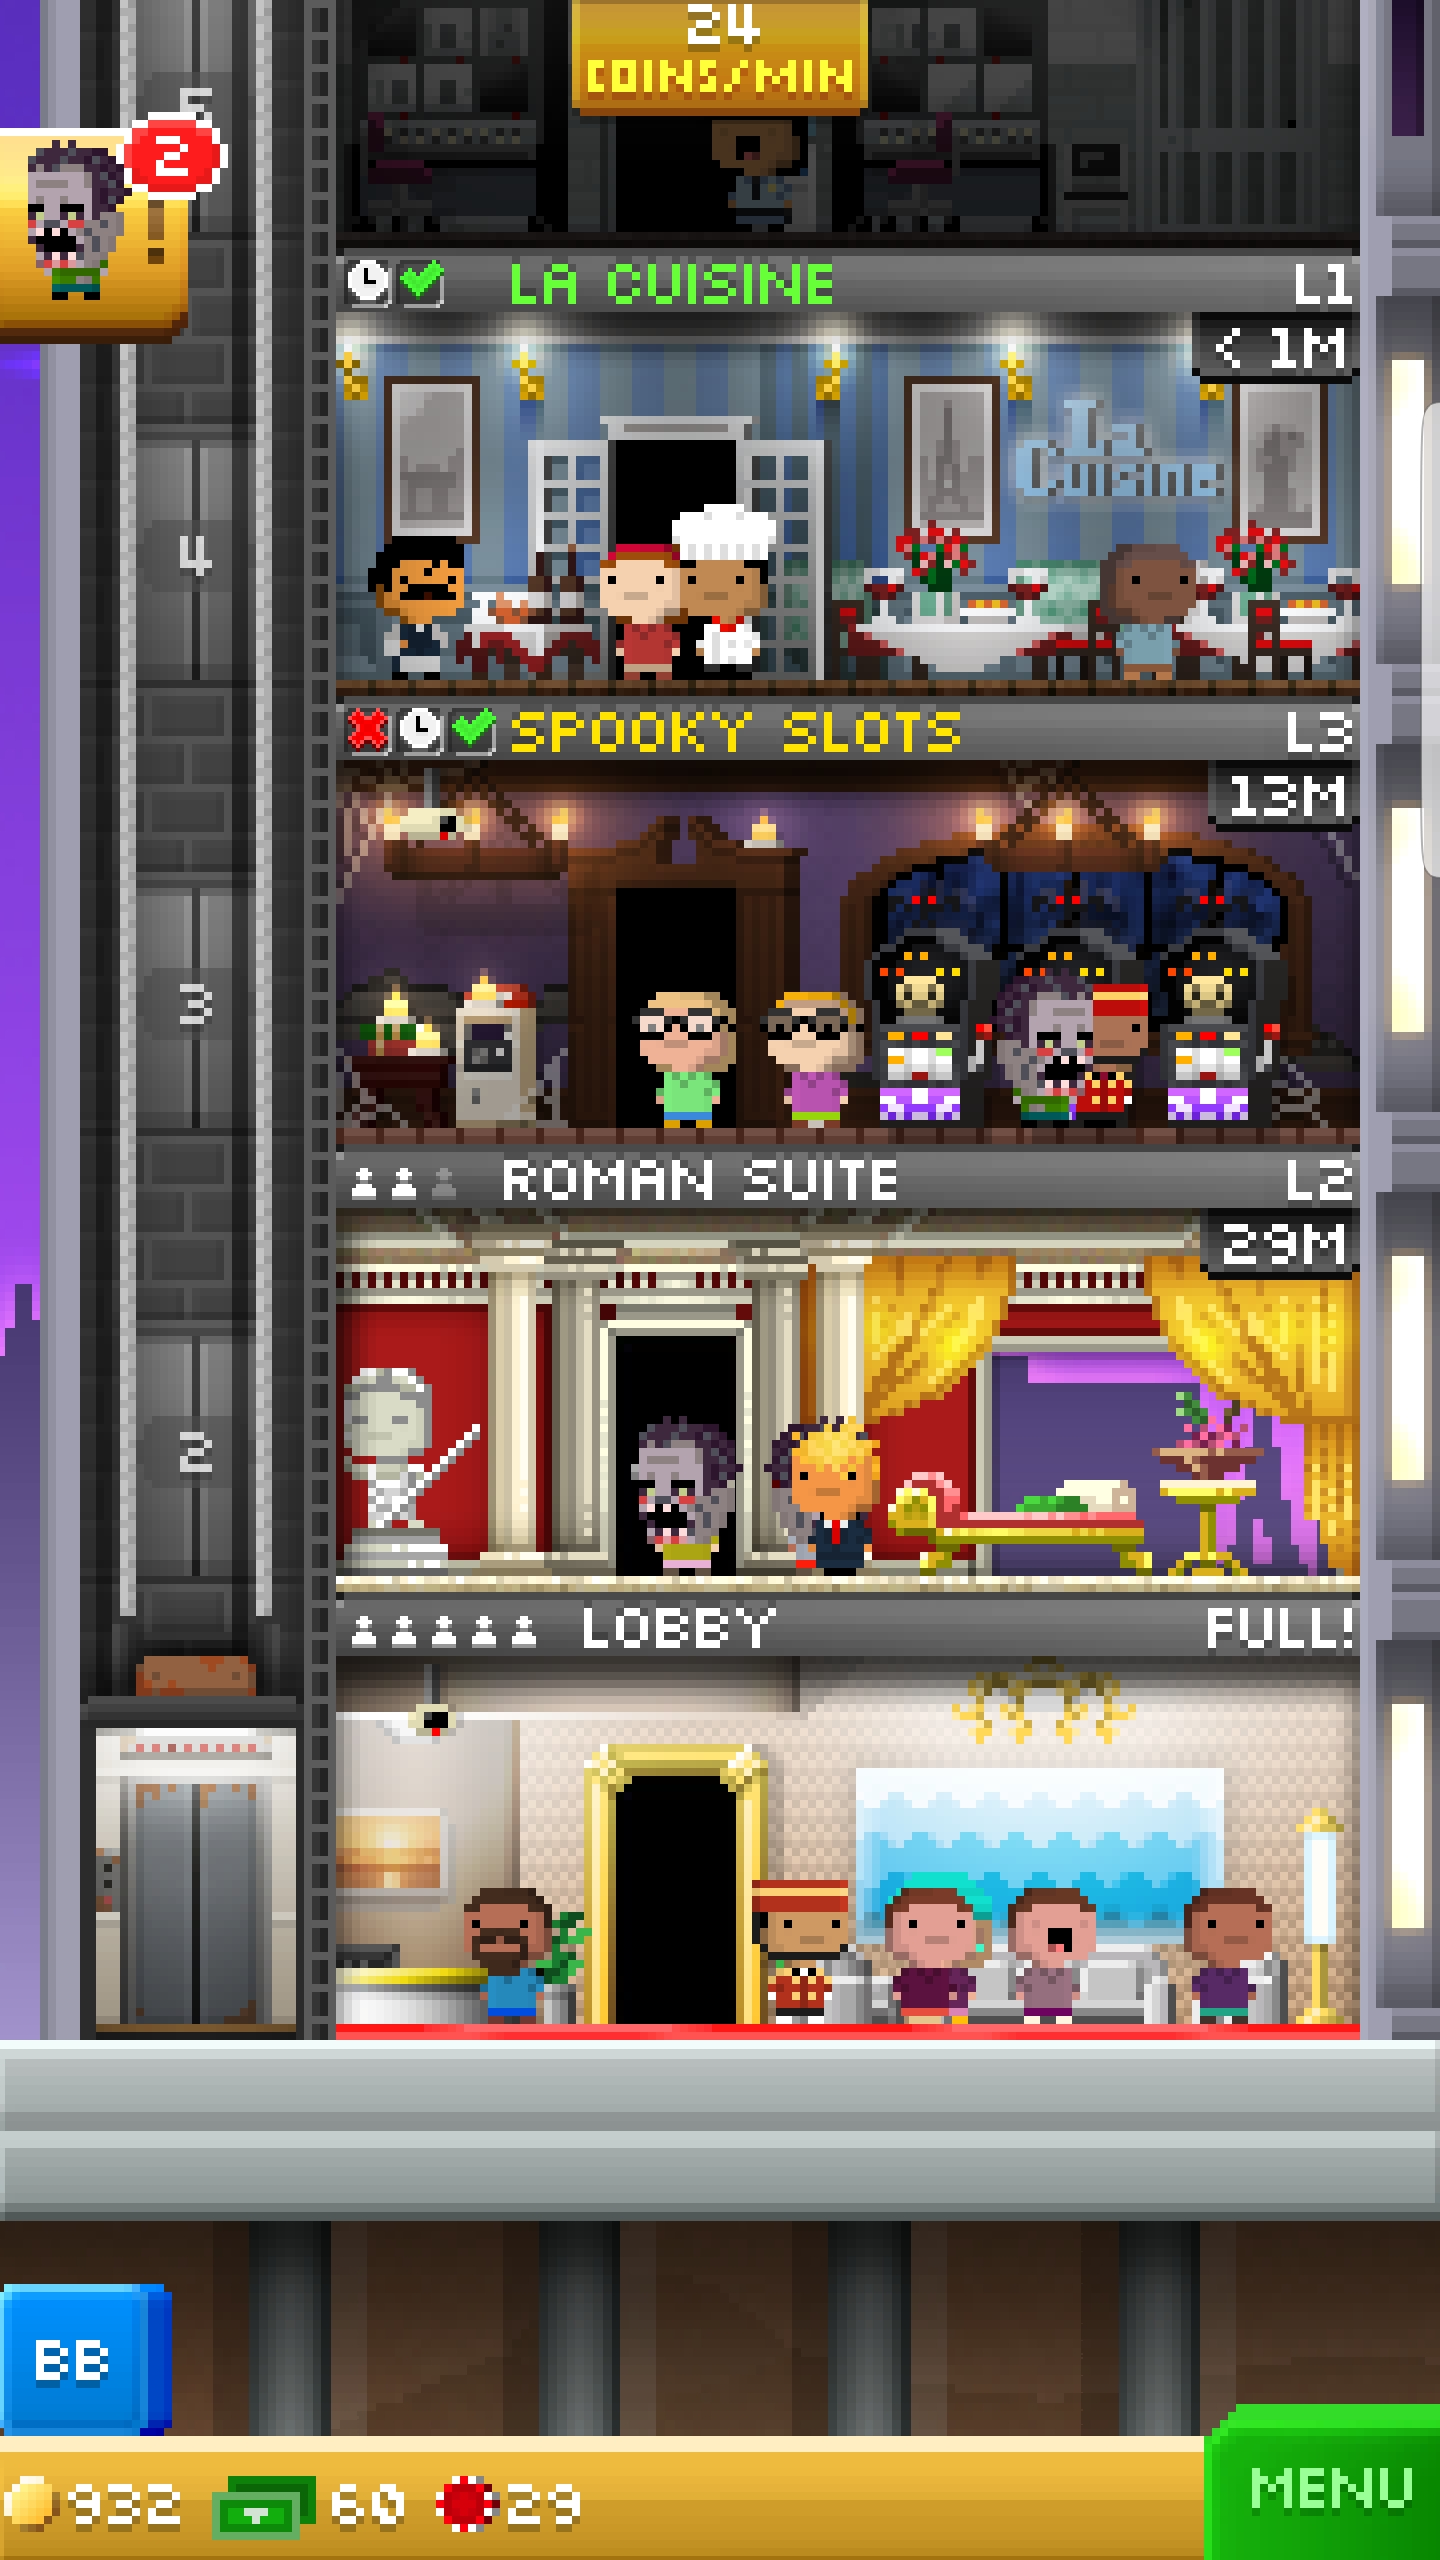 24
COINS/MIN
5
2
!
LA CUISINE L1
< 1M
La
Cuisine
4
SPOOKY SLOTS L3
13M
3
ROMAN SUITE L2
29M
2
LOBBY FULL!
BB
932 60 29
MENU